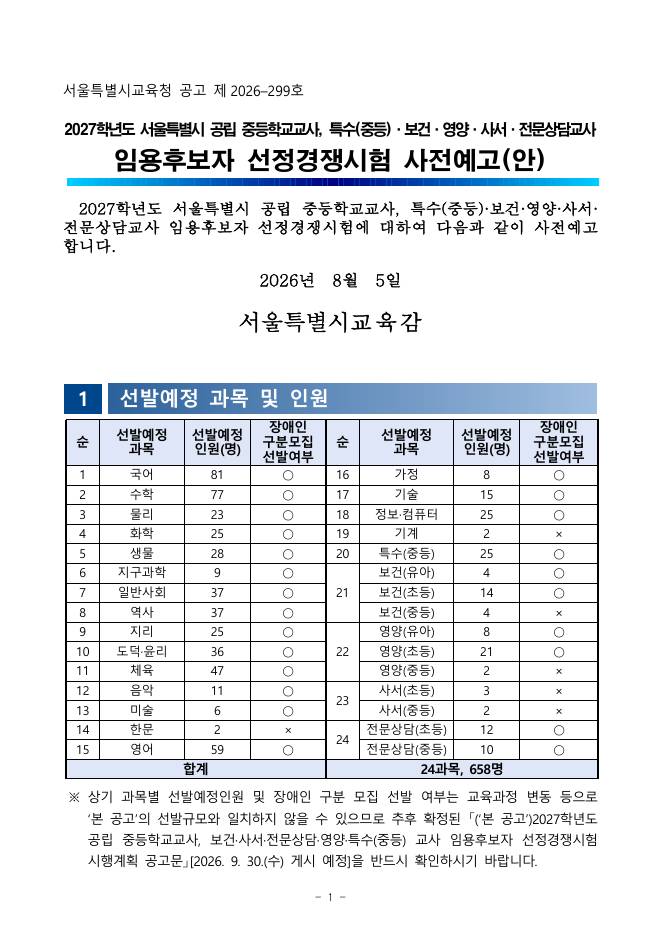 서울특별시교육청 공고 제 2026–299호
2027학년도 서울특별시 공립 중등학교교사, 특수(중등) · 보건 · 영양 · 사서 · 전문상담교사
임용후보자 선정경쟁시험 사전예고(안)
2027학년도 서울특별시 공립 중등학교교사, 특수(중등)·보건·영양·사서·
전문상담교사 임용후보자 선정경쟁시험에 대하여 다음과 같이 사전예고
합니다.
2026년 8월 5일
서울특별시교육감
1 선발예정 과목 및 인원
순 선발예정 과목 선발예정 인원(명) 장애인 구분모집 선발여부 순 선발예정 과목 선발예정 인원(명) 장애인 구분모집 선발여부
1 국어 81 ○ 16 가정 8 ○
2 수학 77 ○ 17 기술 15 ○
3 물리 23 ○ 18 정보·컴퓨터 25 ○
4 화학 25 ○ 19 기계 2 ×
5 생물 28 ○ 20 특수(중등) 25 ○
6 지구과학 9 ○ 보건(유아) 4 ○
7 일반사회 37 ○ 21 보건(초등) 14 ○
8 역사 37 ○ 보건(중등) 4 ×
9 지리 25 ○ 영양(유아) 8 ○
10 도덕·윤리 36 ○ 22 영양(초등) 21 ○
11 체육 47 ○ 영양(중등) 2 ×
12 음악 11 ○ 23 사서(초등) 3 ×
13 미술 6 ○ 사서(중등) 2 ×
14 한문 2 × 24 전문상담(초등) 12 ○
15 영어 59 ○ 전문상담(중등) 10 ○
합계 24과목, 658명
※ 상기 과목별 선발예정인원 및 장애인 구분 모집 선발 여부는 교육과정 변동 등으로
‘본 공고’의 선발규모와 일치하지 않을 수 있으므로 추후 확정된 「(‘본 공고’)2027학년도
공립 중등학교교사, 보건·사서·전문상담·영양·특수(중등) 교사 임용후보자 선정경쟁시험
시행계획 공고문」[2026. 9. 30.(수) 게시 예정]을 반드시 확인하시기 바랍니다.
– 1 –